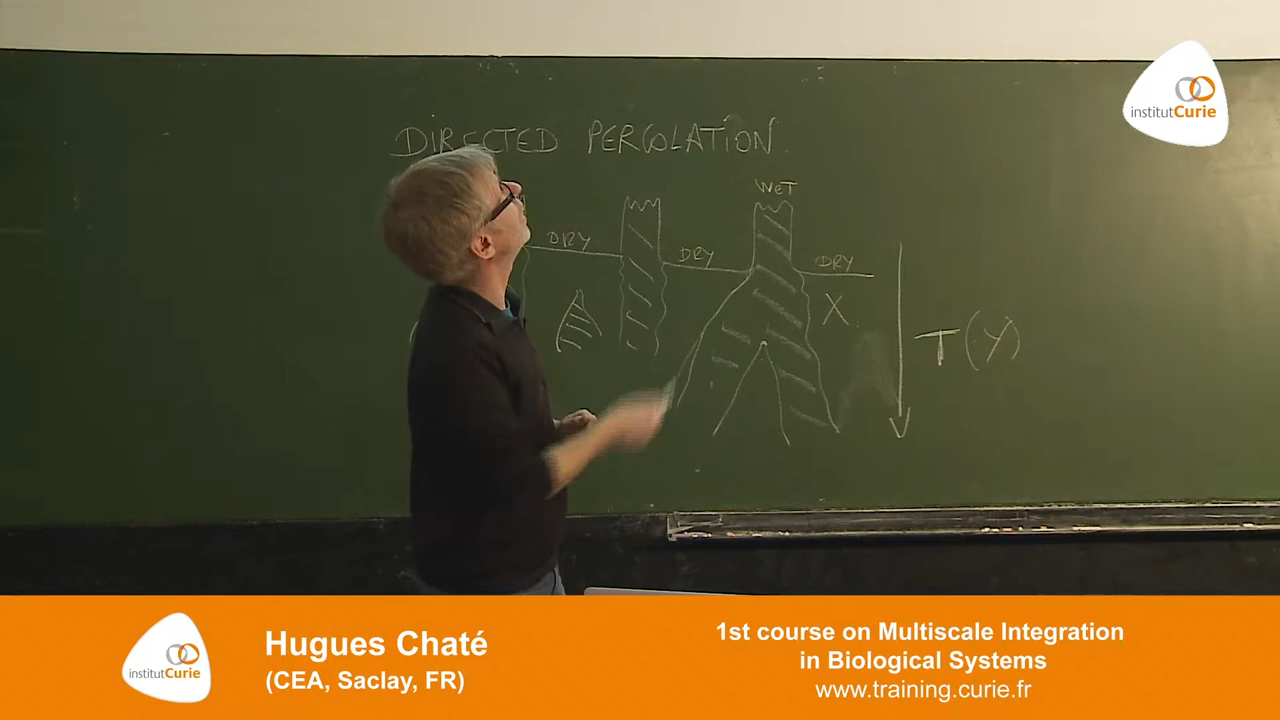 institutCurie
DIRECTED PERCOLATION
WET
DRY
DRY
DRY
X
T(Y)
institutCurie
Hugues Chaté
(CEA, Saclay, FR)
1st course on Multiscale Integration
in Biological Systems
www.training.curie.fr